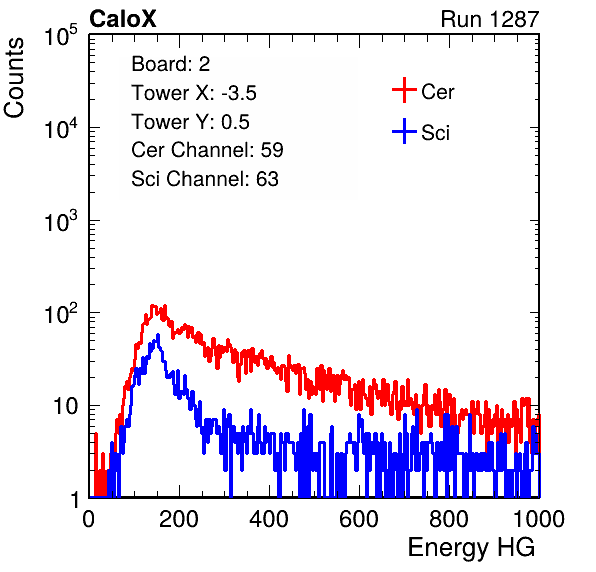 CaloX Run 1287
Counts
10^5
10^4
10^3
10^2
10
1
Board: 2
Tower X: -3.5
Tower Y: 0.5
Cer Channel: 59
Sci Channel: 63
Cer
Sci
0 200 400 600 800 1000
Energy HG